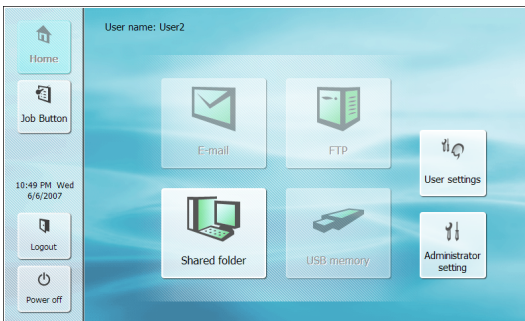 User name: User2
Home
Job Button
10:49 PM Wed
6/6/2007
Logout
Power off
E-mail
FTP
Shared folder
USB memory
User settings
Administrator
setting